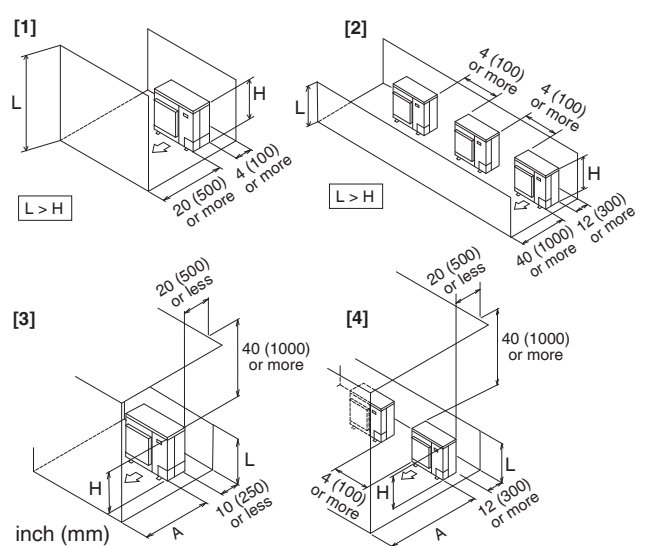 [1]
L
H
4 (100)
or more
20 (500)
or more
L > H
[2]
4 (100)
or more
4 (100)
or more
L
H
12 (300)
or more
40 (1000)
or more
L > H
[3]
20 (500)
or less
40 (1000)
or more
L
H
10 (250)
or less
A
inch (mm)
[4]
20 (500)
or less
40 (1000)
or more
L
H
4 (100)
or more
12 (300)
or more
A